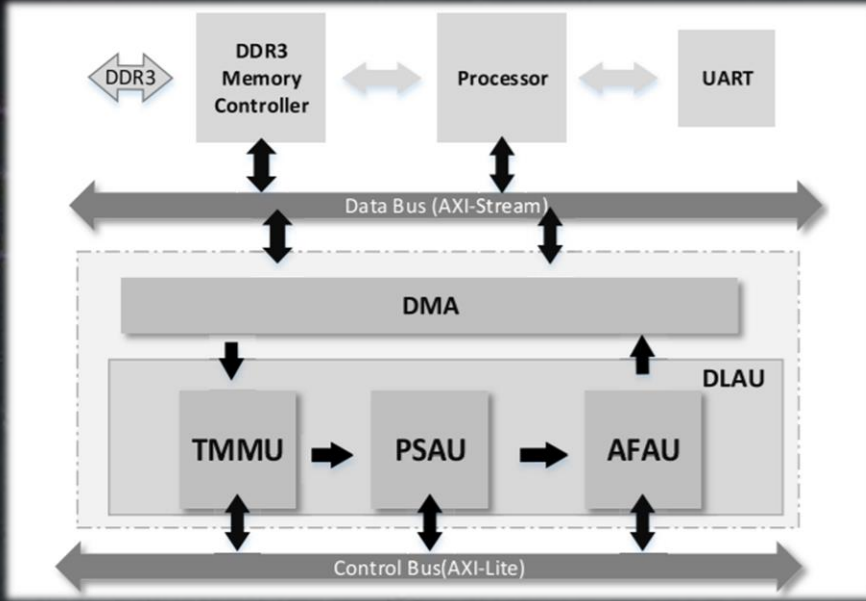 DDR3
DDR3
Memory
Controller
Processor
UART
Data Bus (AXI-Stream)
DMA
DLAU
TMMU
PSAU
AFAU
Control Bus(AXI-Lite)